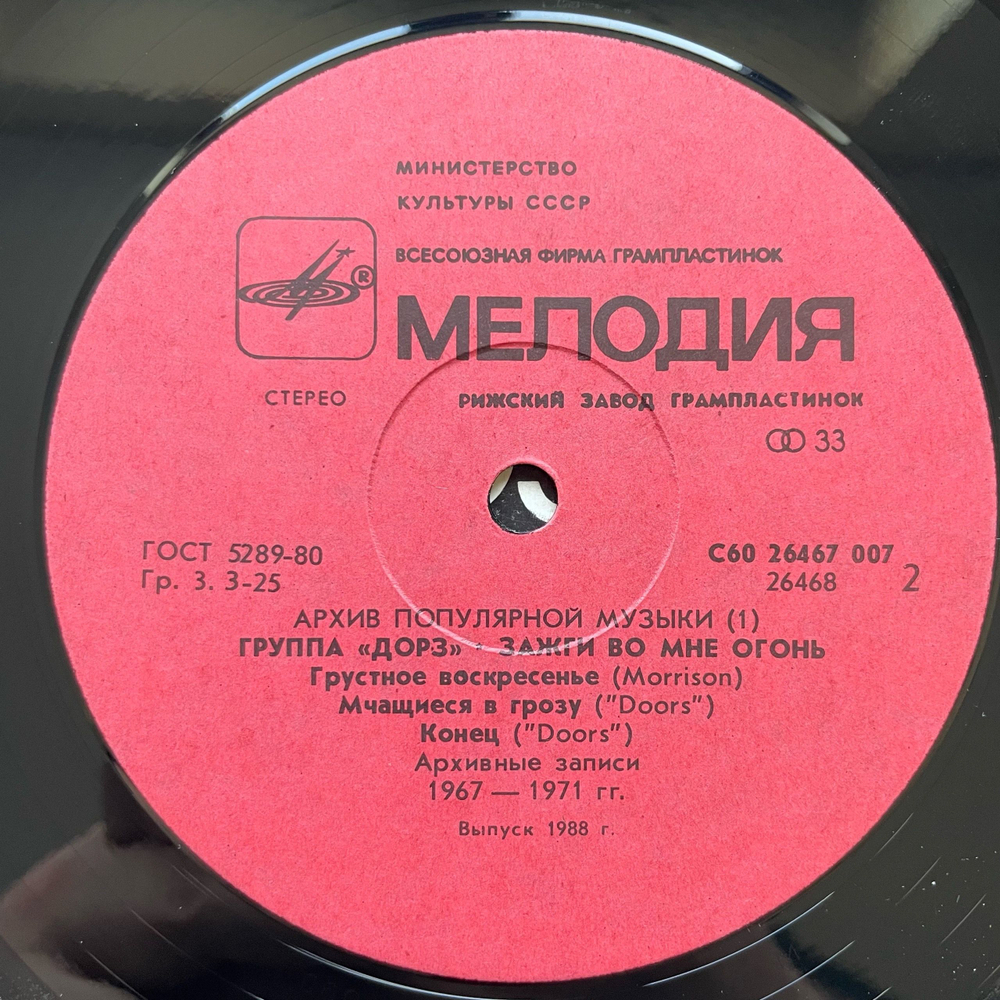 МИНИСТЕРСТВО
КУЛЬТУРЫ СССР
ВСЕСОЮЗНАЯ ФИРМА ГРАМПЛАСТИНОК
®
МЕЛОДИЯ
СТЕРЕО
РИЖСКИЙ ЗАВОД ГРАМПЛАСТИНОК
33
ГОСТ 5289-80
Гр. 3. 3-25
С60 26467 007
26468 2
АРХИВ ПОПУЛЯРНОЙ МУЗЫКИ (1)
ГРУППА «ДОРЗ» · ЗАЖГИ ВО МНЕ ОГОНЬ
Грустное воскресенье (Morrison)
Мчащиеся в грозу ("Doors")
Конец ("Doors")
Архивные записи
1967 — 1971 гг.
Выпуск 1988 г.